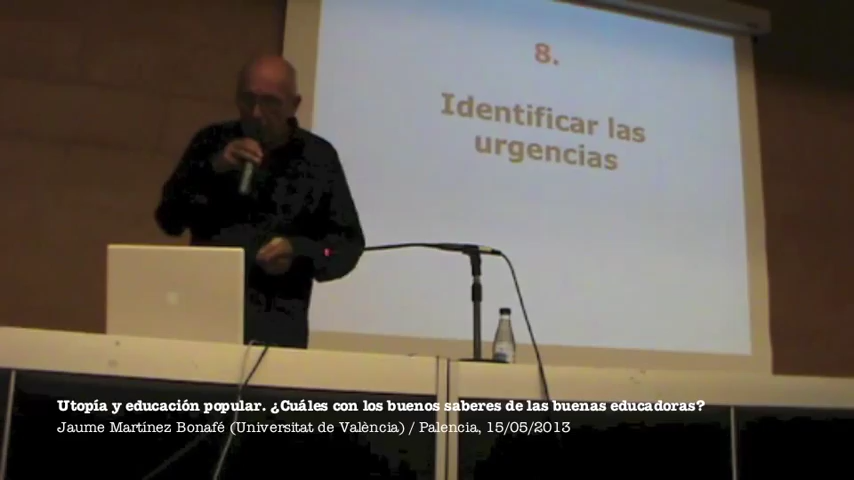 8.
Identificar las
urgencias
Utopía y educación popular. ¿Cuáles con los buenos saberes de las buenas educadoras?
Jaume Martínez Bonafé (Universitat de València) / Palencia, 15/05/2013